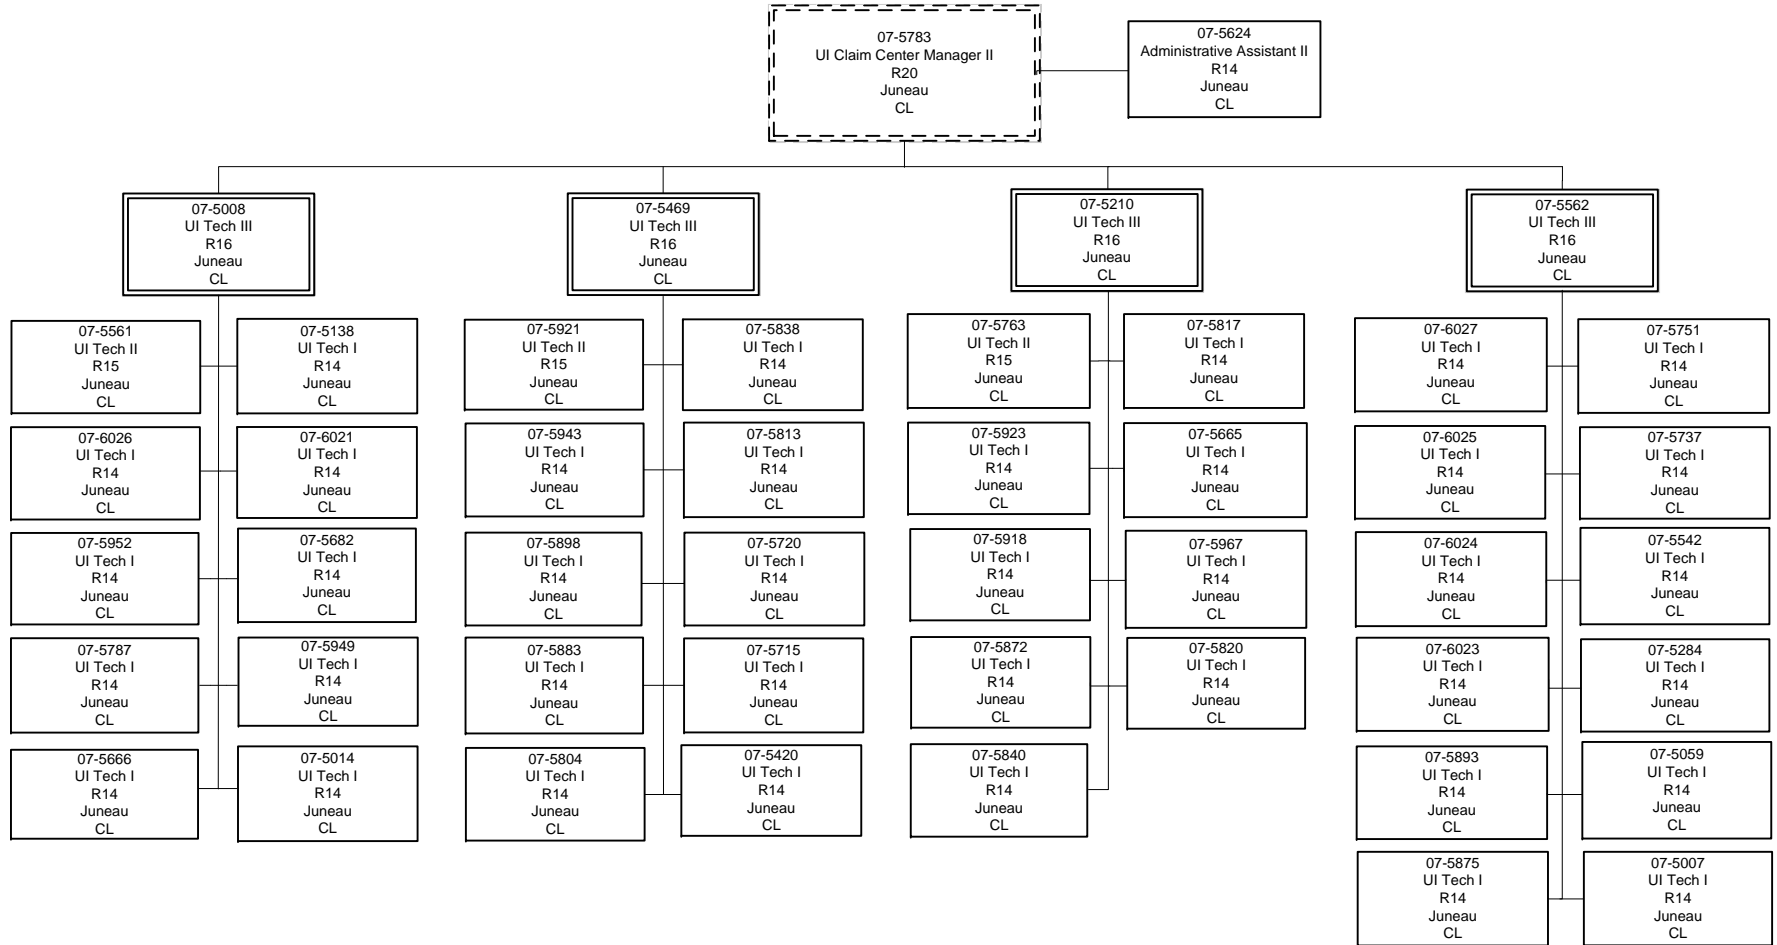 07-5783
UI Claim Center Manager II
R20
Juneau
CL
07-5624
Administrative Assistant II
R14
Juneau
CL
07-5008
UI Tech III
R16
Juneau
CL
07-5469
UI Tech III
R16
Juneau
CL
07-5210
UI Tech III
R16
Juneau
CL
07-5562
UI Tech III
R16
Juneau
CL
07-5561
UI Tech II
R15
Juneau
CL
07-5138
UI Tech I
R14
Juneau
CL
07-5921
UI Tech II
R15
Juneau
CL
07-5838
UI Tech I
R14
Juneau
CL
07-5763
UI Tech II
R15
Juneau
CL
07-5817
UI Tech I
R14
Juneau
CL
07-6027
UI Tech I
R14
Juneau
CL
07-5751
UI Tech I
R14
Juneau
CL
07-6026
UI Tech I
R14
Juneau
CL
07-6021
UI Tech I
R14
Juneau
CL
07-5943
UI Tech I
R14
Juneau
CL
07-5813
UI Tech I
R14
Juneau
CL
07-5923
UI Tech I
R14
Juneau
CL
07-5665
UI Tech I
R14
Juneau
CL
07-6025
UI Tech I
R14
Juneau
CL
07-5737
UI Tech I
R14
Juneau
CL
07-5952
UI Tech I
R14
Juneau
CL
07-5682
UI Tech I
R14
Juneau
CL
07-5898
UI Tech I
R14
Juneau
CL
07-5720
UI Tech I
R14
Juneau
CL
07-5918
UI Tech I
R14
Juneau
CL
07-5967
UI Tech I
R14
Juneau
CL
07-6024
UI Tech I
R14
Juneau
CL
07-5542
UI Tech I
R14
Juneau
CL
07-5787
UI Tech I
R14
Juneau
CL
07-5949
UI Tech I
R14
Juneau
CL
07-5883
UI Tech I
R14
Juneau
CL
07-5715
UI Tech I
R14
Juneau
CL
07-5872
UI Tech I
R14
Juneau
CL
07-5820
UI Tech I
R14
Juneau
CL
07-6023
UI Tech I
R14
Juneau
CL
07-5284
UI Tech I
R14
Juneau
CL
07-5666
UI Tech I
R14
Juneau
CL
07-5014
UI Tech I
R14
Juneau
CL
07-5804
UI Tech I
R14
Juneau
CL
07-5420
UI Tech I
R14
Juneau
CL
07-5840
UI Tech I
R14
Juneau
CL
07-5893
UI Tech I
R14
Juneau
CL
07-5059
UI Tech I
R14
Juneau
CL
07-5875
UI Tech I
R14
Juneau
CL
07-5007
UI Tech I
R14
Juneau
CL